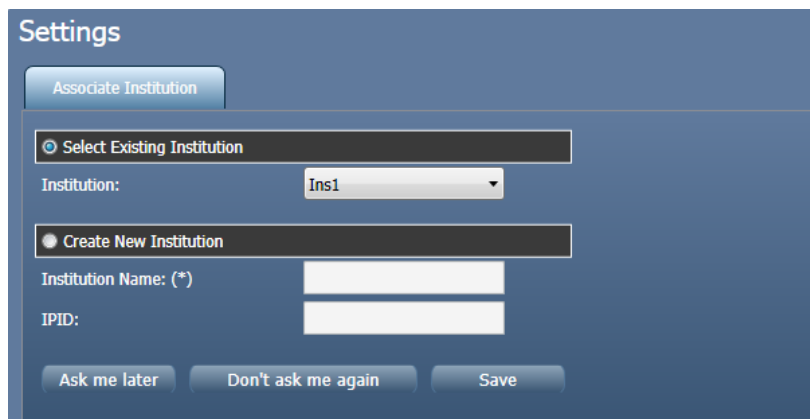 Settings
Associate Institution
Select Existing Institution
Institution: Ins1
Create New Institution
Institution Name: (*)
IPID:
Ask me later Don't ask me again Save